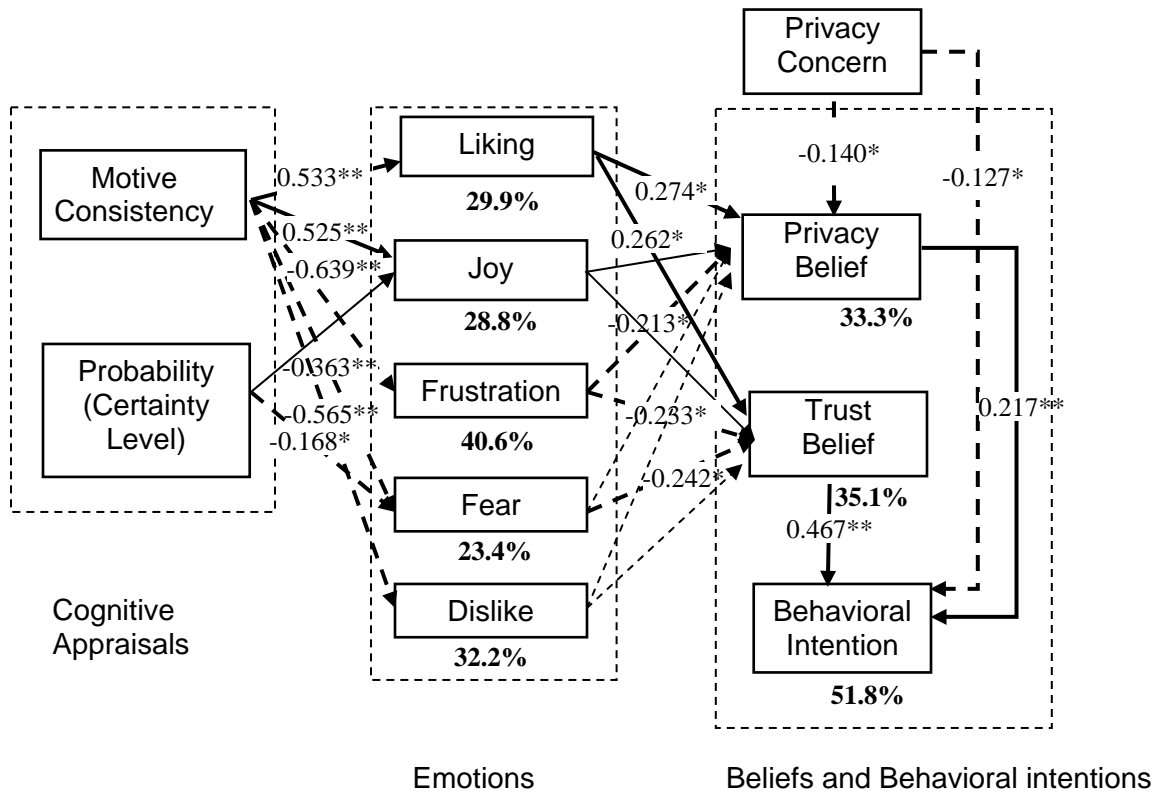 Privacy
Concern
Motive
Consistency
Probability
(Certainty
Level)
Cognitive
Appraisals
0.533**
0.525**
-0.639**
-0.363**
-0.565**
-0.168*
Liking
29.9%
Joy
28.8%
Frustration
40.6%
Fear
23.4%
Dislike
32.2%
Emotions
0.274*
0.262*
-0.213*
-0.233*
-0.242*
-0.140*
-0.127*
Privacy
Belief
33.3%
Trust
Belief
35.1%
0.217**
0.467**
Behavioral
Intention
51.8%
Beliefs and Behavioral intentions